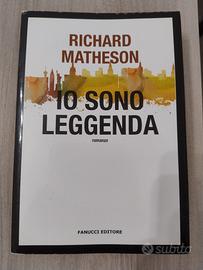 RICHARD
MATHESON
IO SONO
LEGGENDA
romanzo
FANUCCI EDITORE
subito